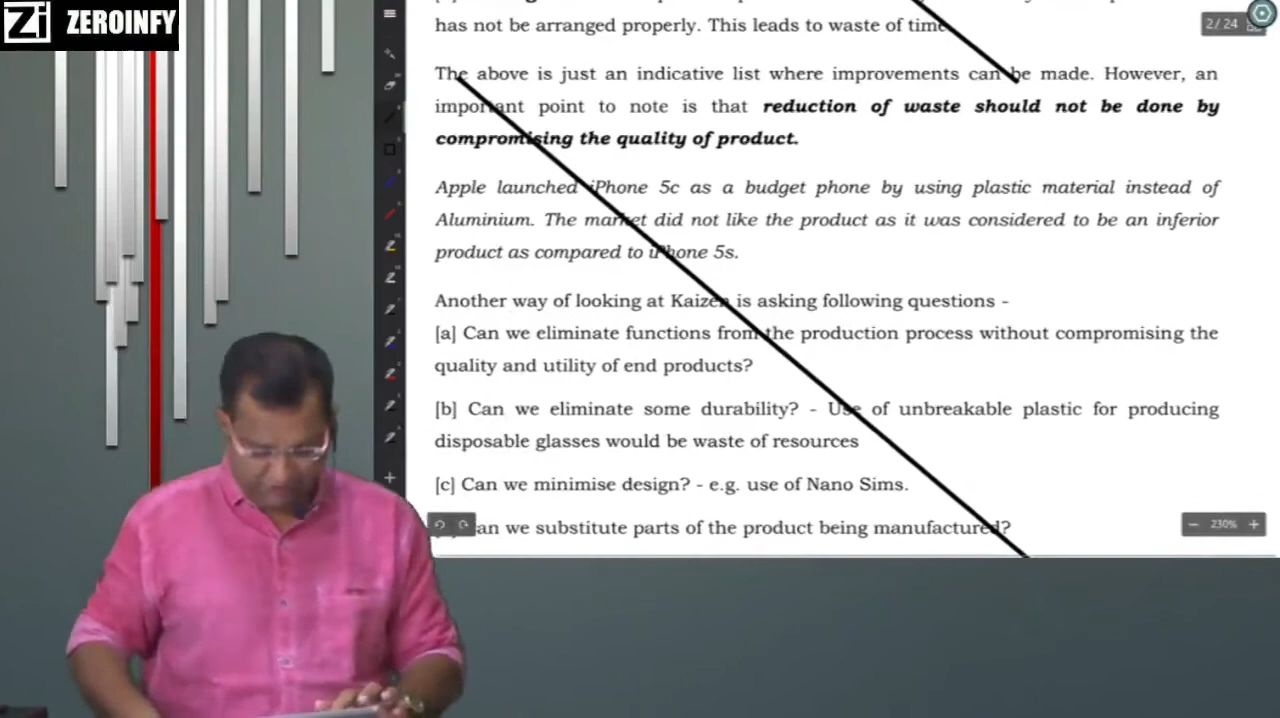 Zi ZEROINFY
2/24
has not be arranged properly. This leads to waste of time
The above is just an indicative list where improvements can be made. However, an
important point to note is that reduction of waste should not be done by
compromising the quality of product.
Apple launched iPhone 5c as a budget phone by using plastic material instead of
Aluminium. The market did not like the product as it was considered to be an inferior
product as compared to iPhone 5s.
Another way of looking at Kaizen is asking following questions -
[a] Can we eliminate functions from the production process without compromising the
quality and utility of end products?
[b] Can we eliminate some durability? - Use of unbreakable plastic for producing
disposable glasses would be waste of resources
[c] Can we minimise design? - e.g. use of Nano Sims.
an we substitute parts of the product being manufactured?
230%